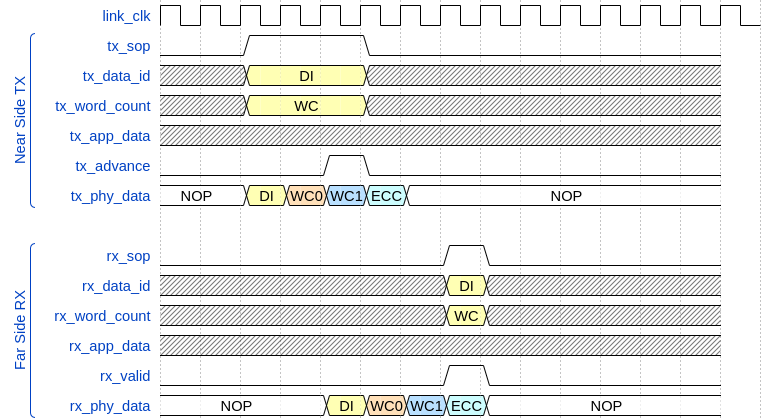 link_clk
Near Side TX
tx_sop
tx_data_id DI
tx_word_count WC
tx_app_data
tx_advance
tx_phy_data NOP DI WC0 WC1 ECC NOP
Far Side RX
rx_sop
rx_data_id DI
rx_word_count WC
rx_app_data
rx_valid
rx_phy_data NOP DI WC0 WC1 ECC NOP